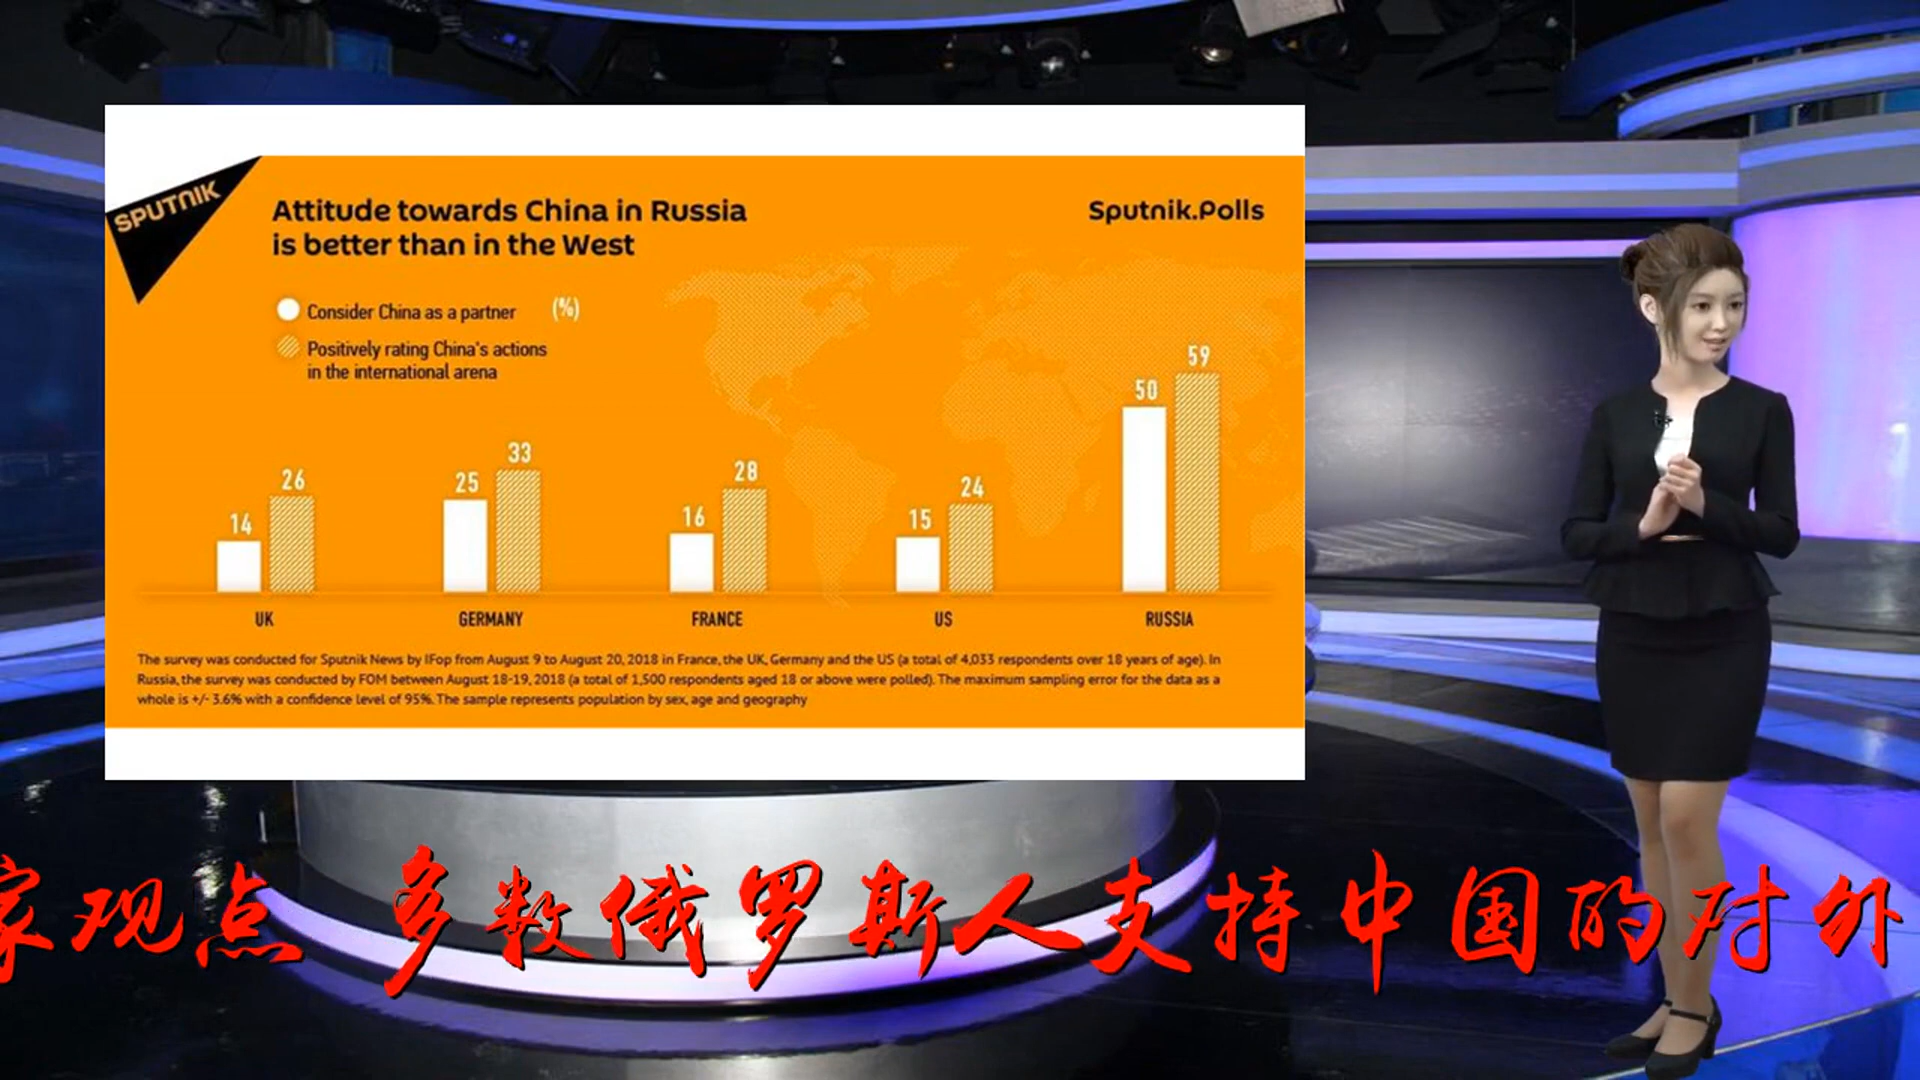 SPUTNIK
Attitude towards China in Russia
is better than in the West
Sputnik.Polls
Consider China as a partner (%)
Positively rating China's actions
in the international arena
14 26 25 33 16 28 15 24 50 59
UK GERMANY FRANCE US RUSSIA
The survey was conducted for Sputnik News by IFop from August 9 to August 20, 2018 in France, the UK, Germany and the US (a total of 4,033 respondents over 18 years of age). In
Russia, the survey was conducted by FOM between August 18-19, 2018 (a total of 1,500 respondents aged 18 or above were polled). The maximum sampling error for the data as a
whole is +/- 3.6% with a confidence level of 95%. The sample represents population by sex, age and geography
家观点 多数俄罗斯人支持中国的对外